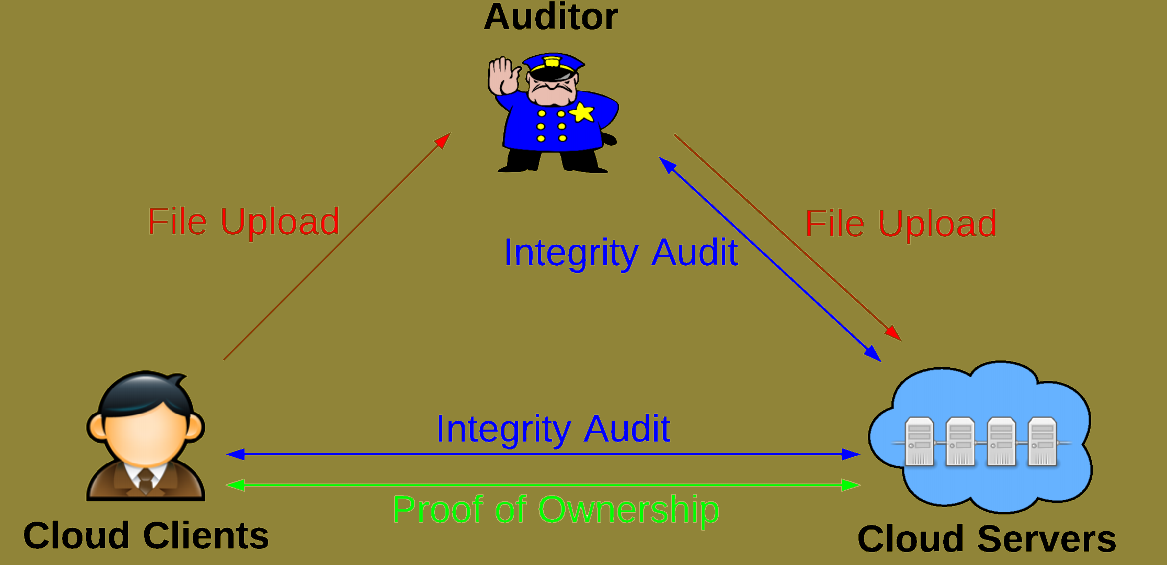 Auditor
File Upload
File Upload
Integrity Audit
Integrity Audit
Proof of Ownership
Cloud Clients
Cloud Servers